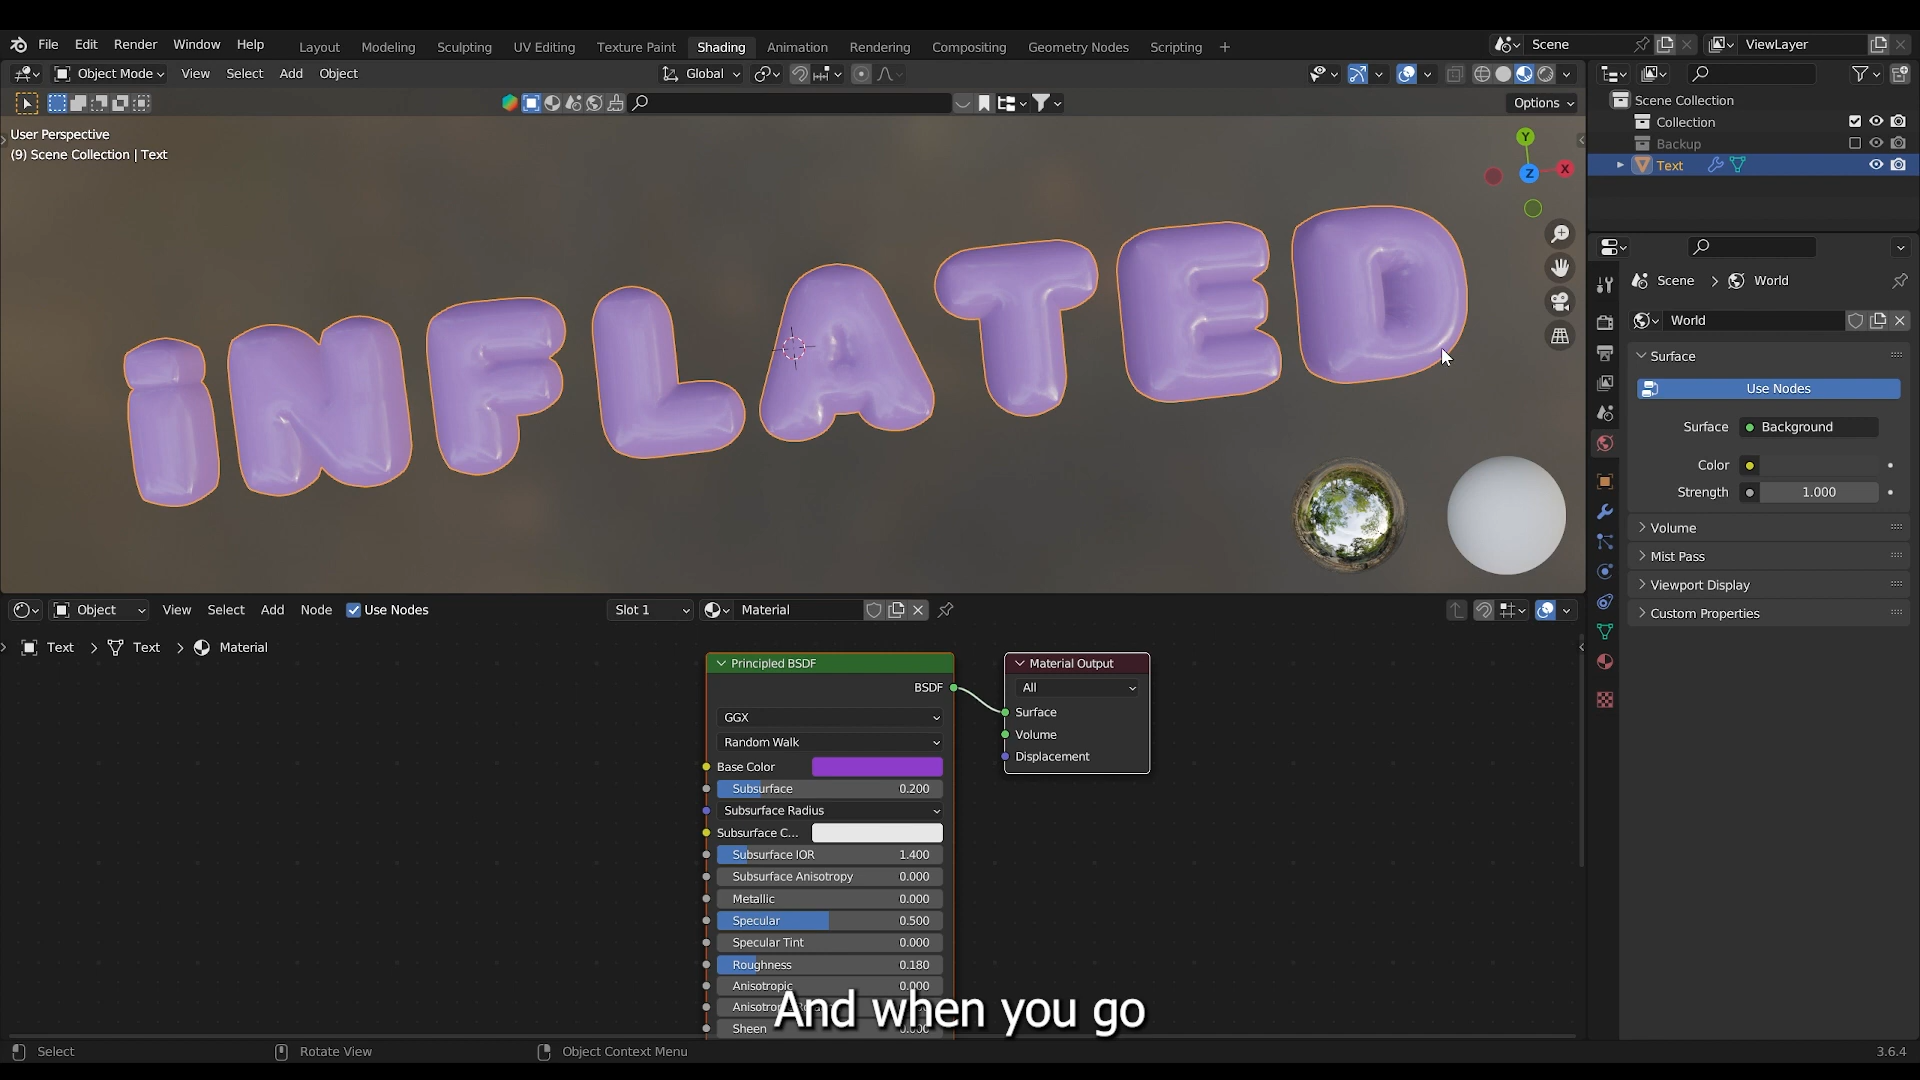 File Edit Render Window Help Layout Modeling Sculpting UV Editing Texture Paint Shading Animation Rendering Compositing Geometry Nodes Scripting + Scene ViewLayer
Object Mode View Select Add Object Global
Options
User Perspective
(9) Scene Collection | Text
Y
X
Z
iNFLATED
Scene Collection
Collection
Backup
Text
Scene > World
World
Surface
Use Nodes
Surface Background
Color
Strength 1.000
Volume
Mist Pass
Viewport Display
Custom Properties
Object View Select Add Node Use Nodes Slot 1 Material
Text > Text > Material
Principled BSDF
BSDF
GGX
Random Walk
Base Color
Subsurface 0.200
Subsurface Radius
Subsurface C...
Subsurface IOR 1.400
Subsurface Anisotropy 0.000
Metallic 0.000
Specular 0.500
Specular Tint 0.000
Roughness 0.180
Anisotropic 0.000
Sheen
Material Output
All
Surface
Volume
Displacement
And when you go
Select Rotate View Object Context Menu 3.6.4